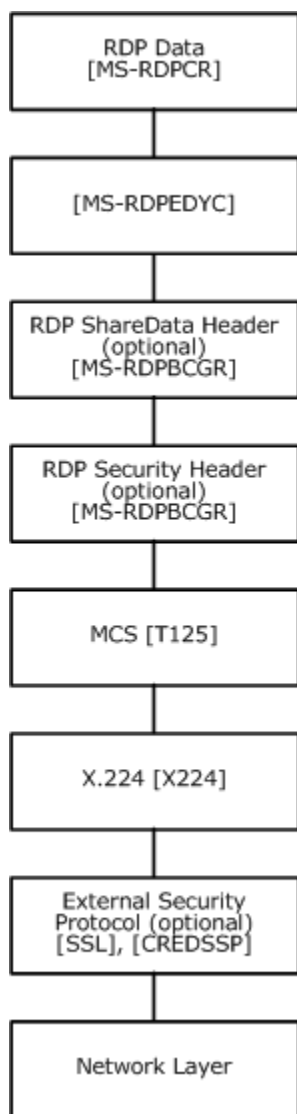 RDP Data
[MS-RDPCR]
[MS-RDPEDYC]
RDP ShareData Header
(optional)
[MS-RDPBCGR]
RDP Security Header
(optional)
[MS-RDPBCGR]
MCS [T125]
X.224 [X224]
External Security
Protocol (optional)
[SSL], [CREDSSP]
Network Layer